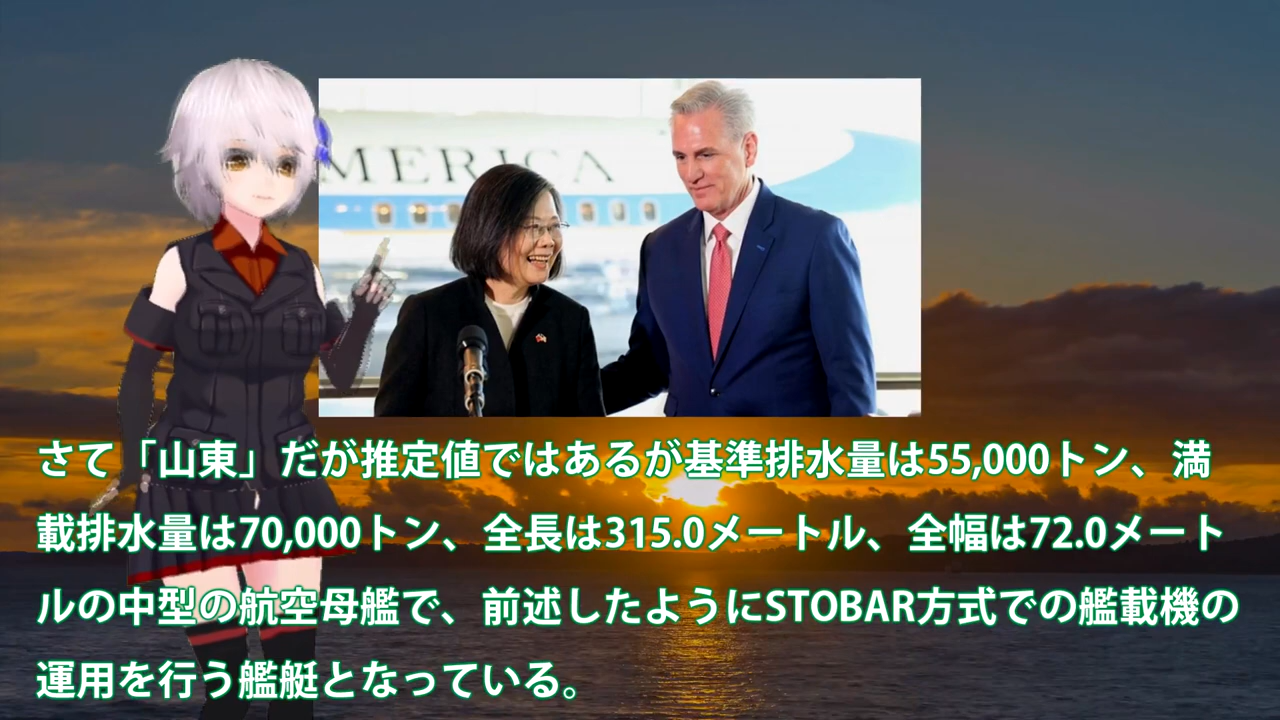 MERICA
さて「山東」だが推定値ではあるが基準排水量は55,000トン、満
載排水量は70,000トン、全長は315.0メートル、全幅は72.0メート
ルの中型の航空母艦で、前述したようにSTOBAR方式での艦載機の
運用を行う艦艇となっている。